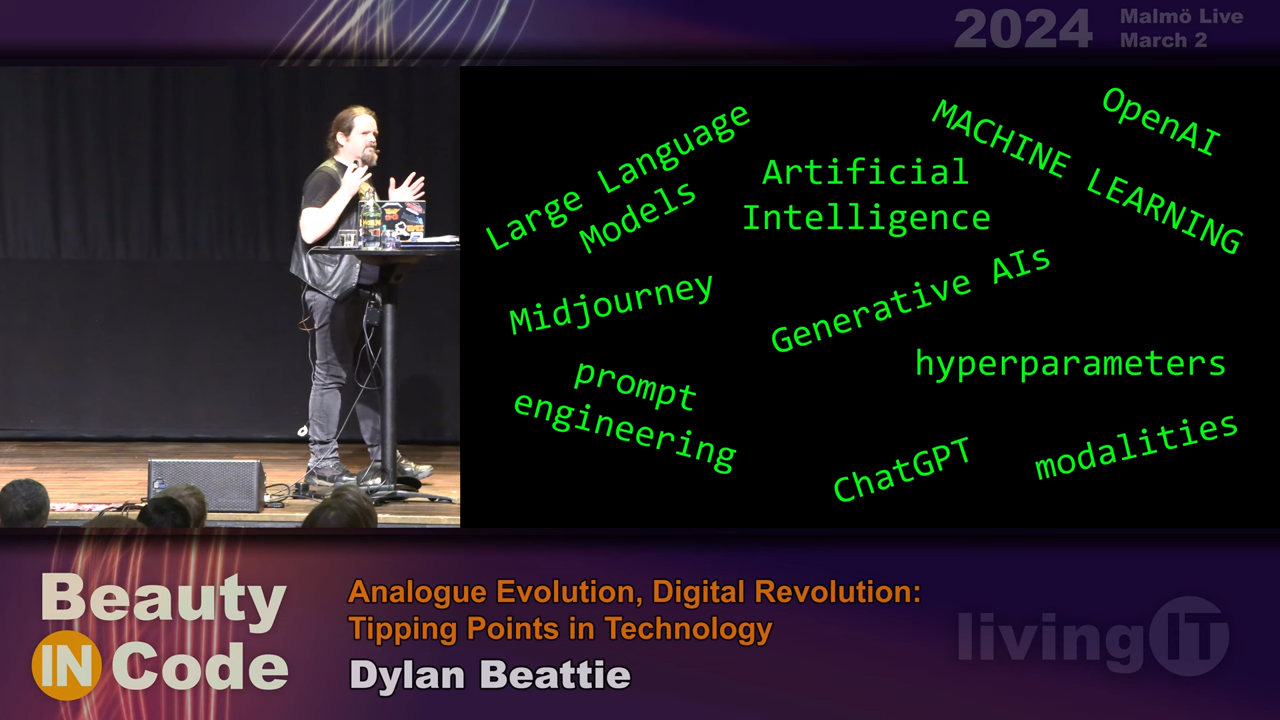 2024
Malmö Live
March 2
Large Language
Models
Artificial
Intelligence
MACHINE LEARNING
OpenAI
Midjourney
Generative AIs
prompt
engineering
hyperparameters
ChatGPT
modalities
Beauty
IN Code
Analogue Evolution, Digital Revolution:
Tipping Points in Technology
Dylan Beattie
livingIT